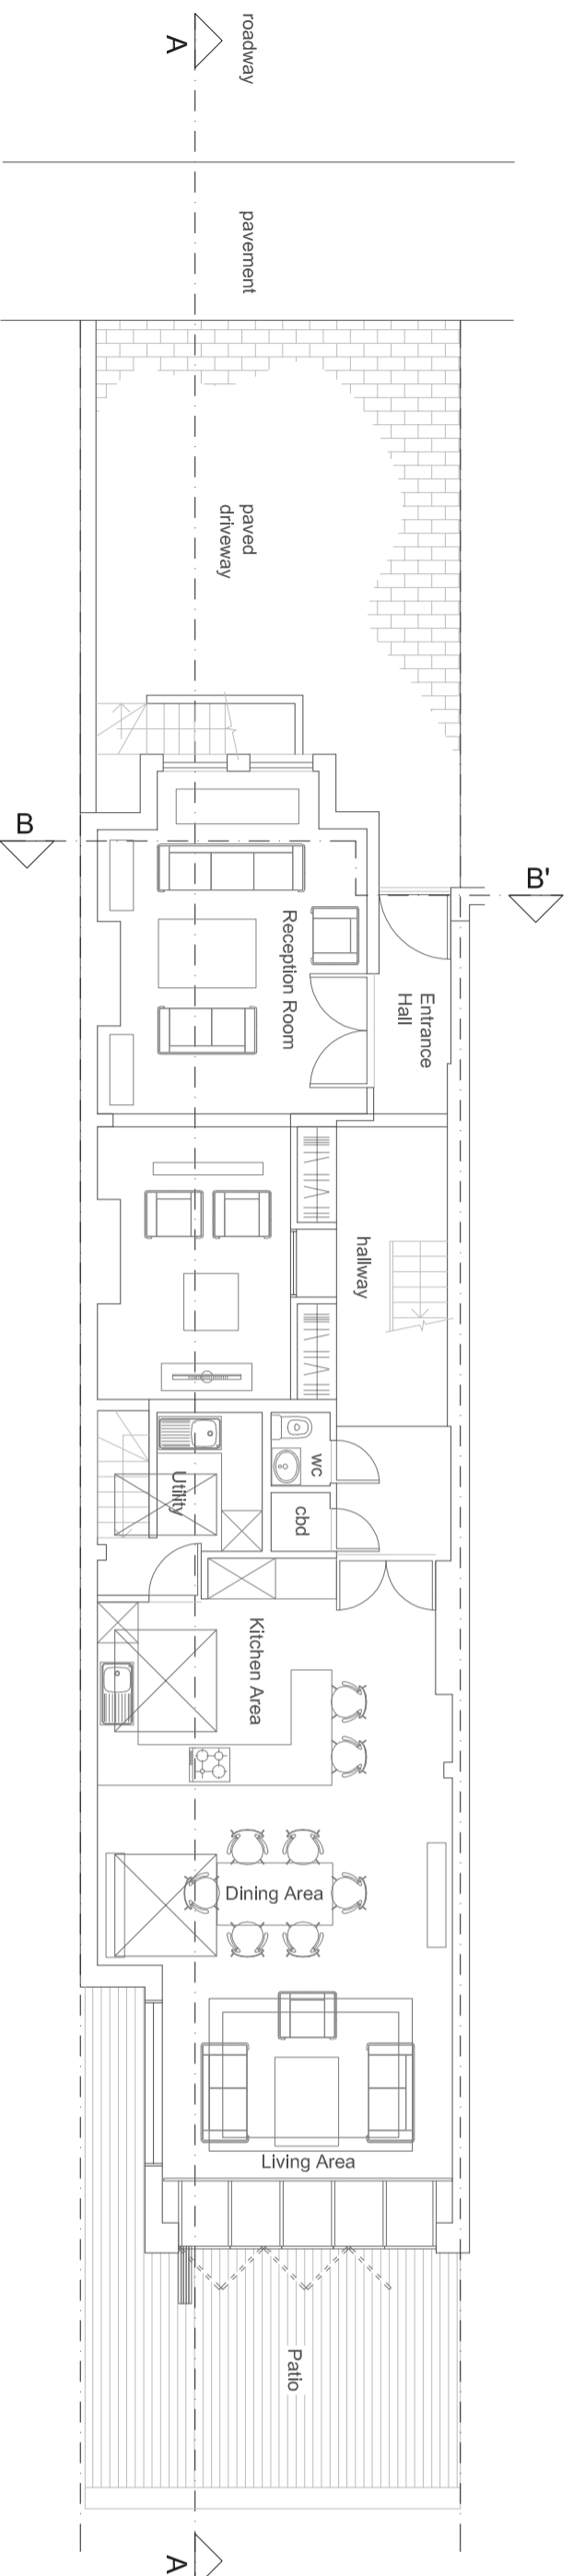 A
roadway
pavement
paved
driveway
B
B'
Reception Room
Entrance
Hall
hallway
wc
Utility
cbd
Kitchen Area
Dining Area
Living Area
Patio
A